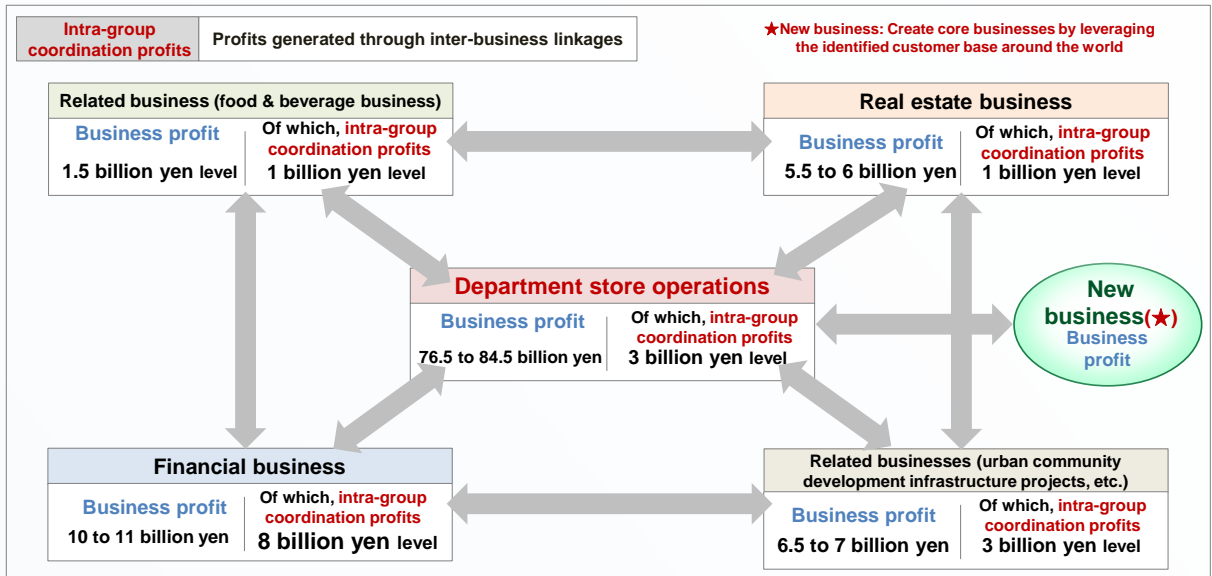 Intra-group
coordination profits
Profits generated through inter-business linkages
★New business: Create core businesses by leveraging
the identified customer base around the world
Related business (food & beverage business)
Business profit
1.5 billion yen level
Of which, intra-group
coordination profits
1 billion yen level
Real estate business
Business profit
5.5 to 6 billion yen
Of which, intra-group
coordination profits
1 billion yen level
Department store operations
Business profit
76.5 to 84.5 billion yen
Of which, intra-group
coordination profits
3 billion yen level
New
business(★)
Business
profit
Financial business
Business profit
10 to 11 billion yen
Of which, intra-group
coordination profits
8 billion yen level
Related businesses (urban community
development infrastructure projects, etc.)
Business profit
6.5 to 7 billion yen
Of which, intra-group
coordination profits
3 billion yen level